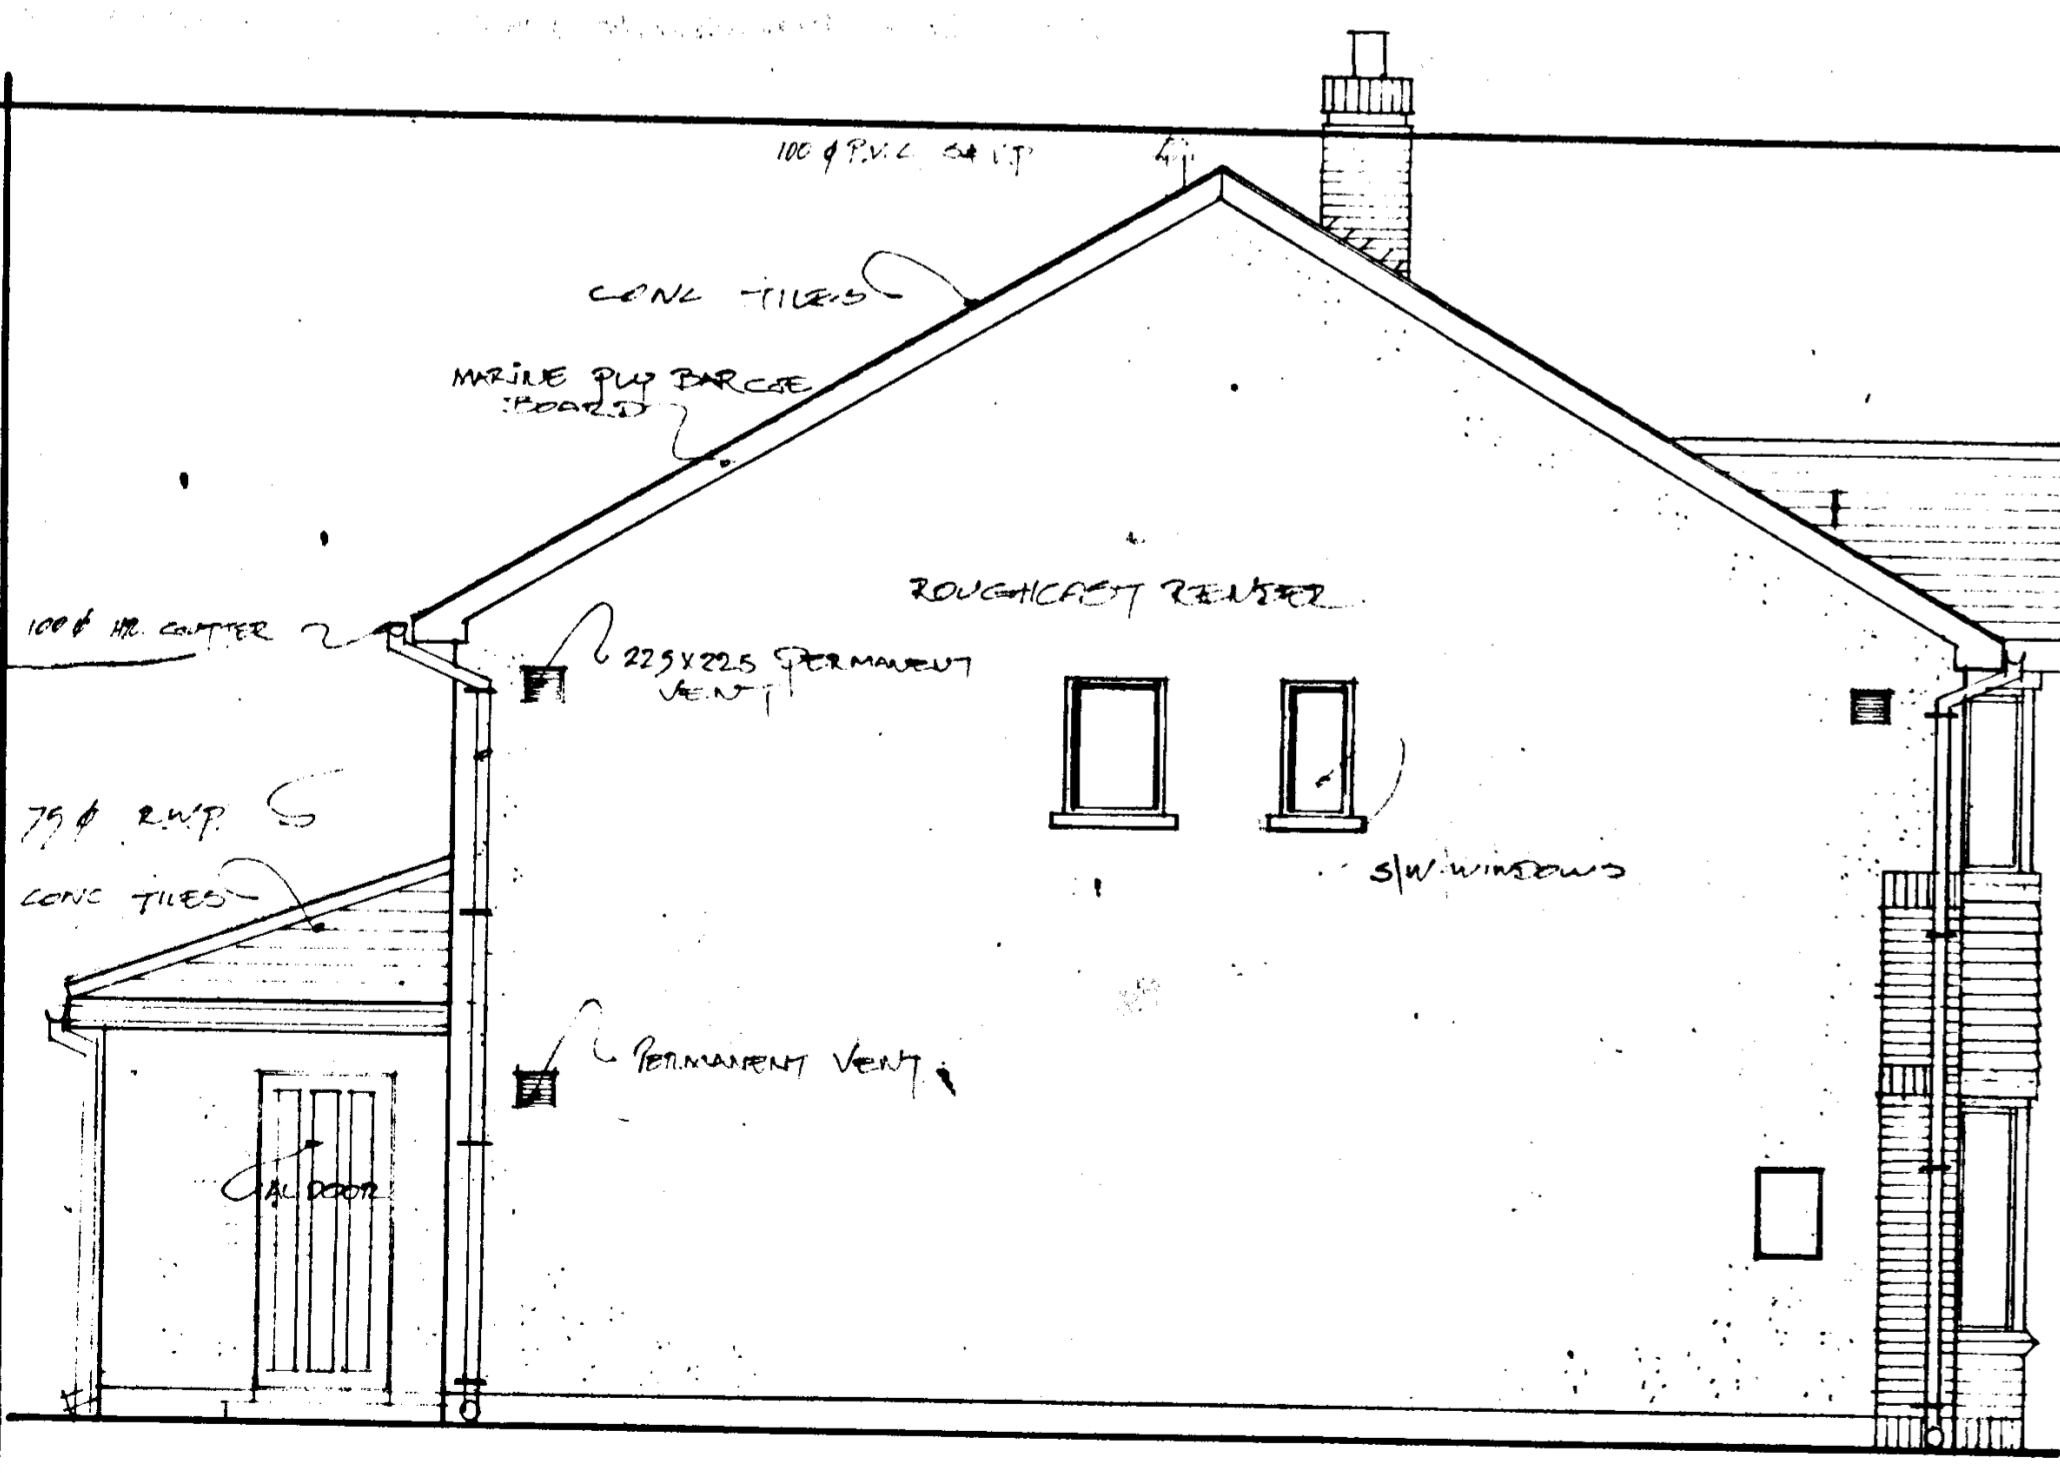 100 ϕ P.V.C S & V.P
CONC TILES
MARINE PLY BARGE
BOARD
ROUGHCAST RENDER
100 ϕ HR. GUTTER
225 X 225 PERMANENT
VENT
75 ϕ R.W.P.
CONC TILES
S/W WINDOWS
PERMANENT VENT
AL DOOR